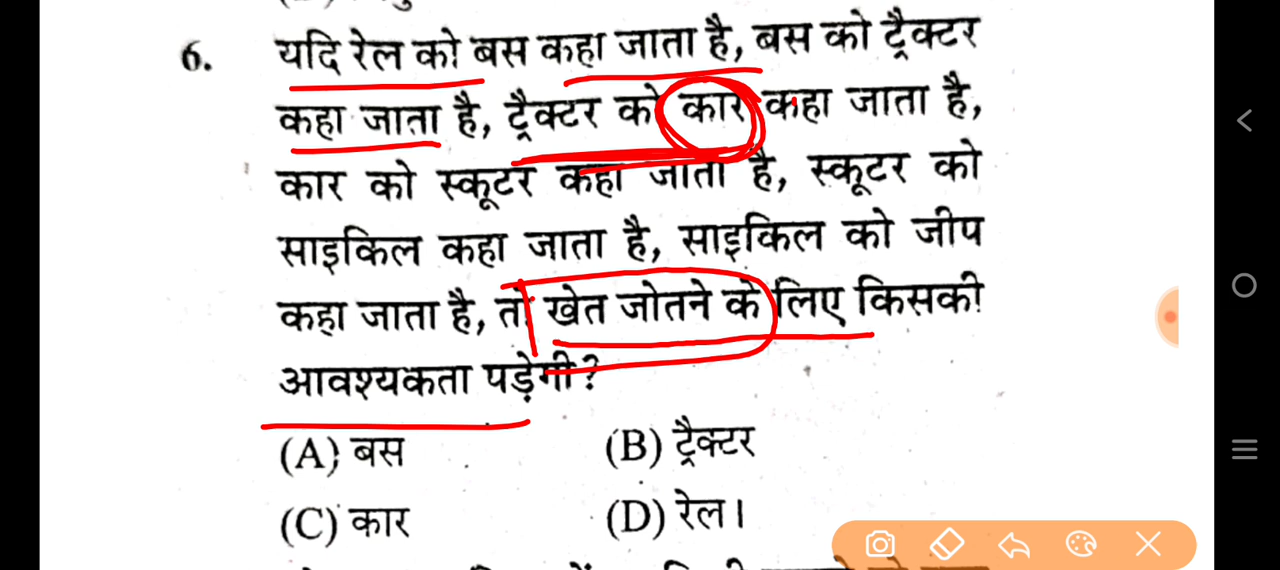 6. यदि रेल को बस कहा जाता है, बस को ट्रैक्टर
कहा जाता है, ट्रैक्टर को कार कहा जाता है,
कार को स्कूटर कहा जाता है, स्कूटर को
साइकिल कहा जाता है, साइकिल को जीप
कहा जाता है, तो खेत जोतने के लिए किसकी
आवश्यकता पड़ेगी?
(A) बस (B) ट्रैक्टर
(C) कार (D) रेल।